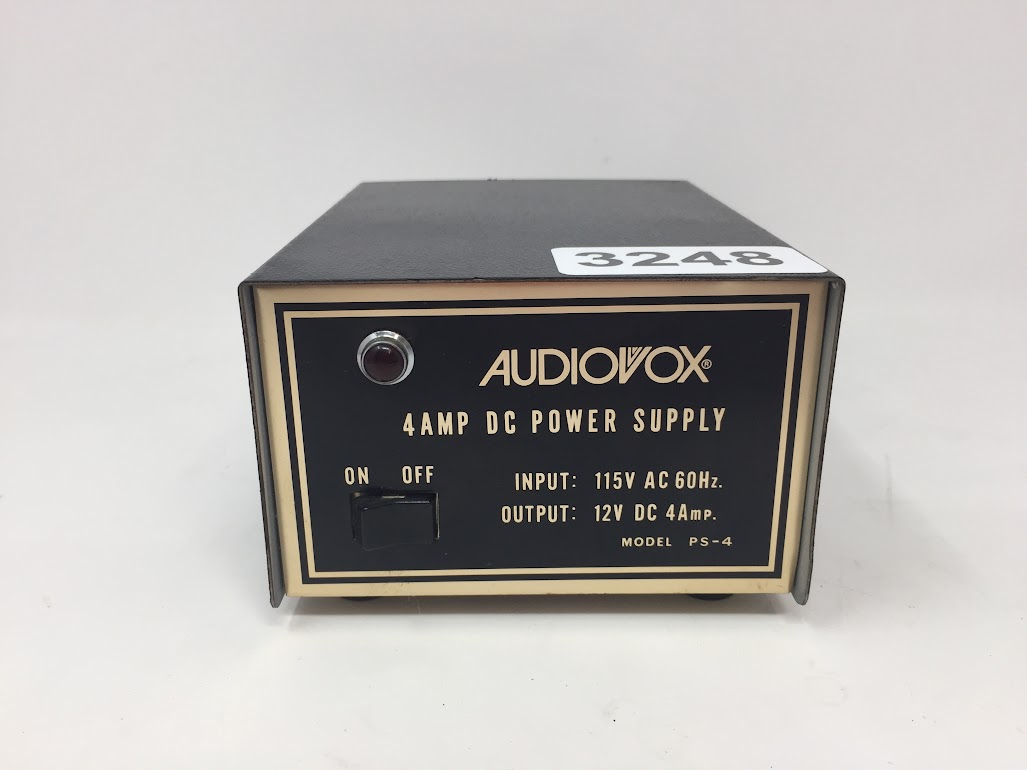 3248
AUDIOVOX®
4AMP DC POWER SUPPLY
ON OFF
INPUT: 115V AC 60Hz.
OUTPUT: 12V DC 4Amp.
MODEL PS-4